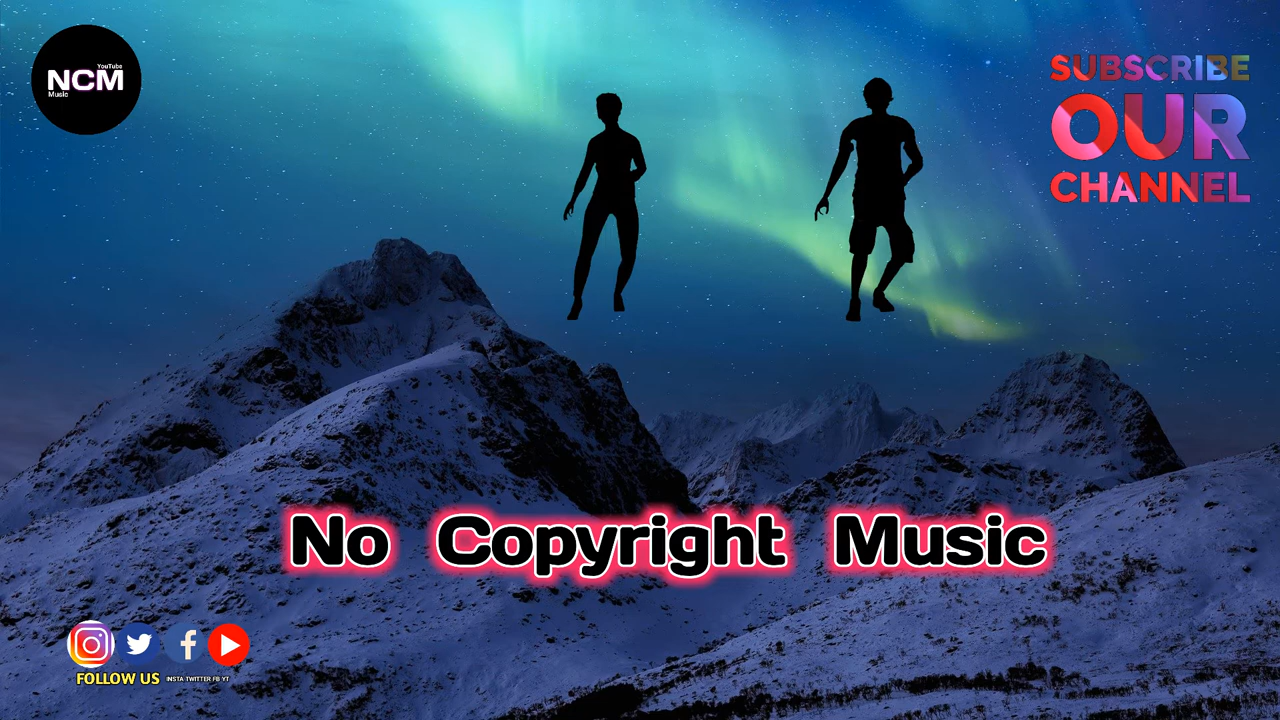 YouTube
NCM
Music
SUBSCRIBE
OUR
CHANNEL
No Copyright Music
FOLLOW US INSTA TWITTER FB YT